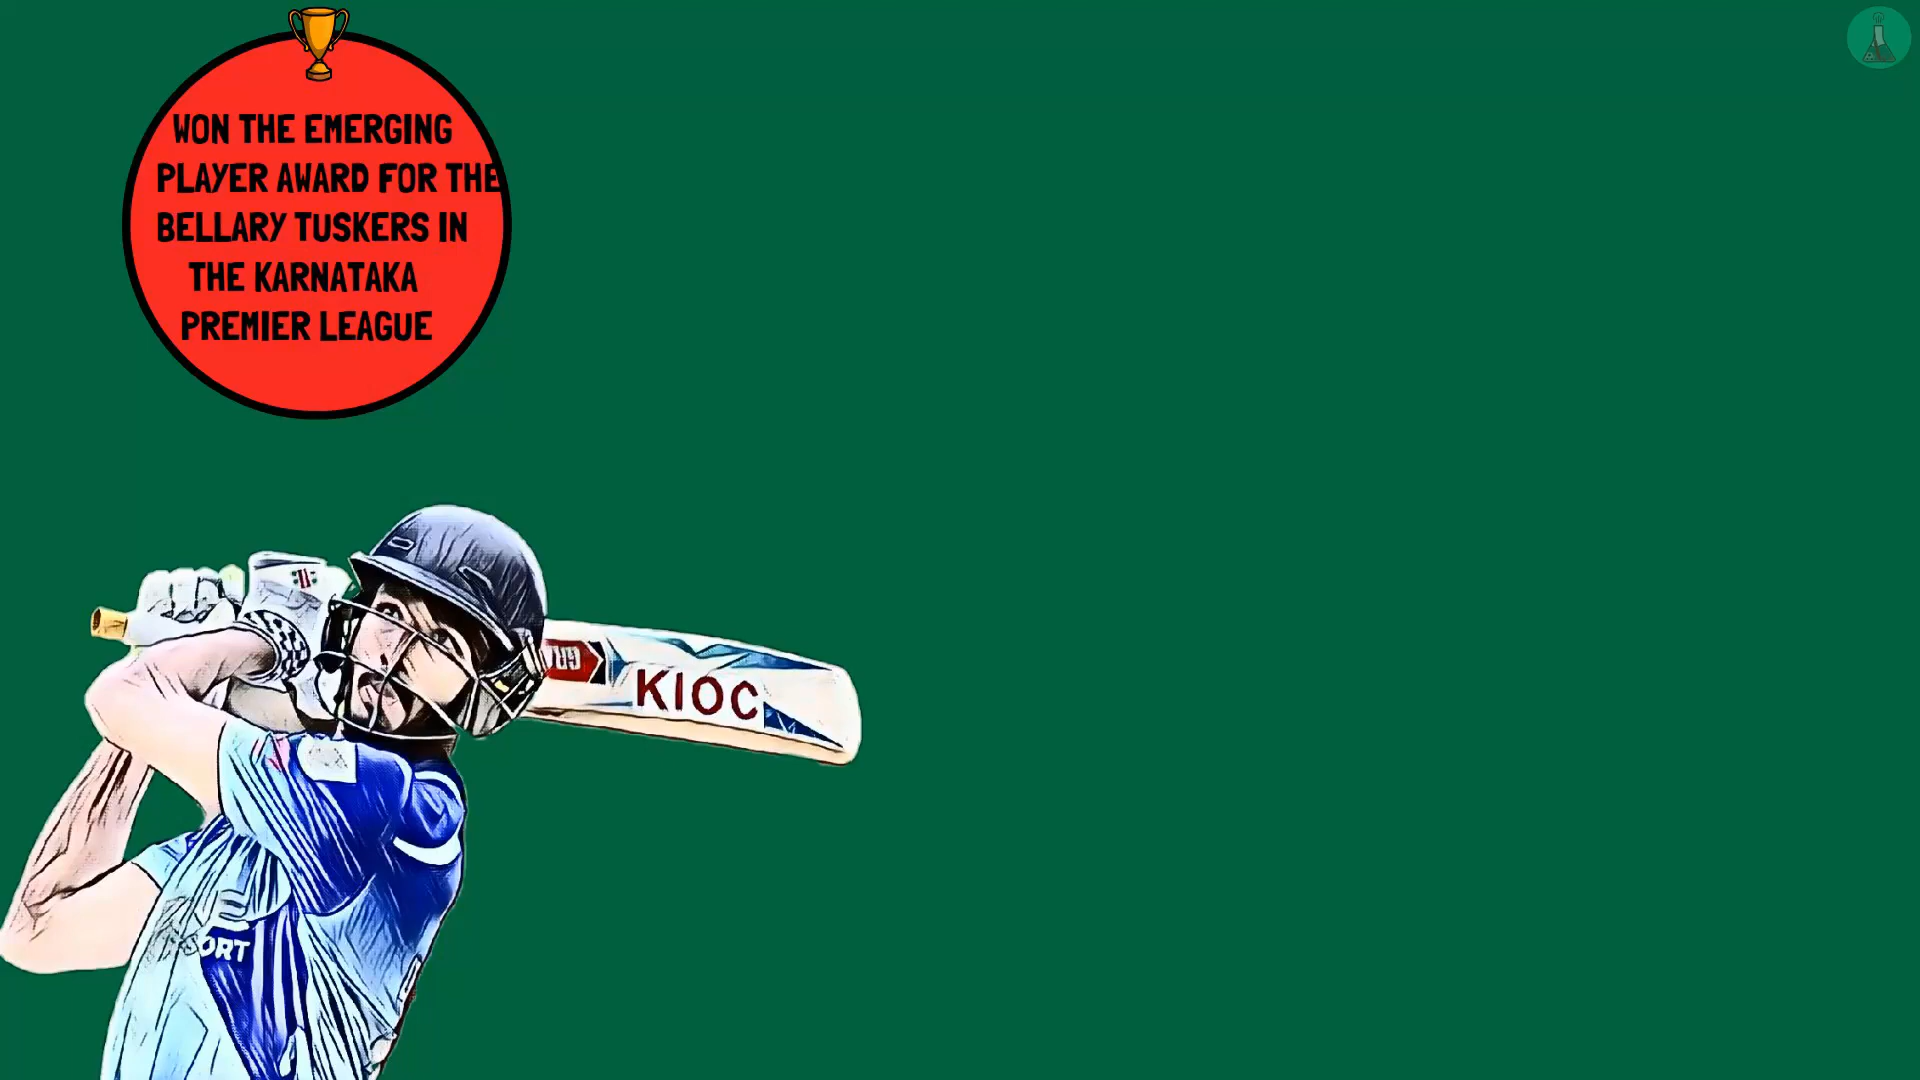 WON THE EMERGING
PLAYER AWARD FOR THE
BELLARY TUSKERS IN
THE KARNATAKA
PREMIER LEAGUE
KIOC